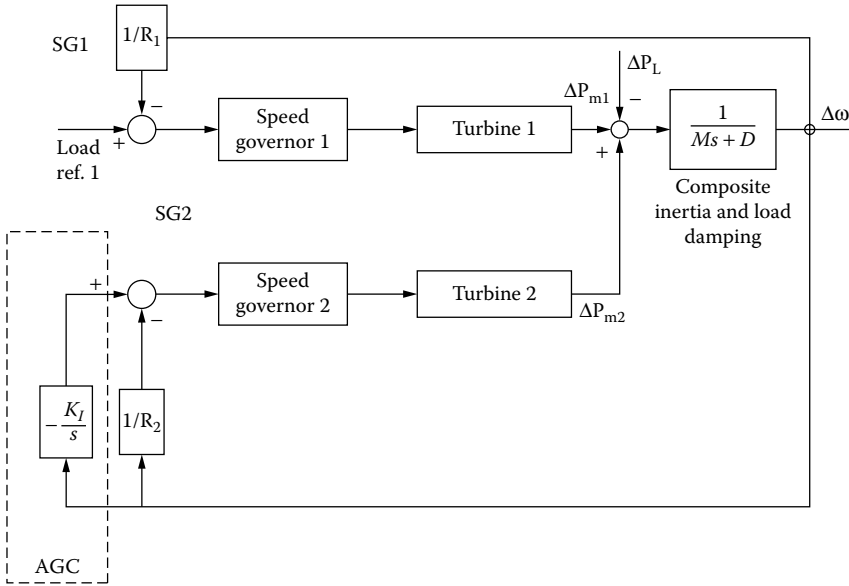 SG1
1/R₁
ΔP_L
−
−
ΔP_m1
Speed
governor 1
Turbine 1
1
Ms + D
Δω
+
+
Load
ref. 1
Composite
inertia and load
damping
SG2
+
−
Speed
governor 2
Turbine 2
ΔP_m2
− K_I
s
1/R₂
AGC